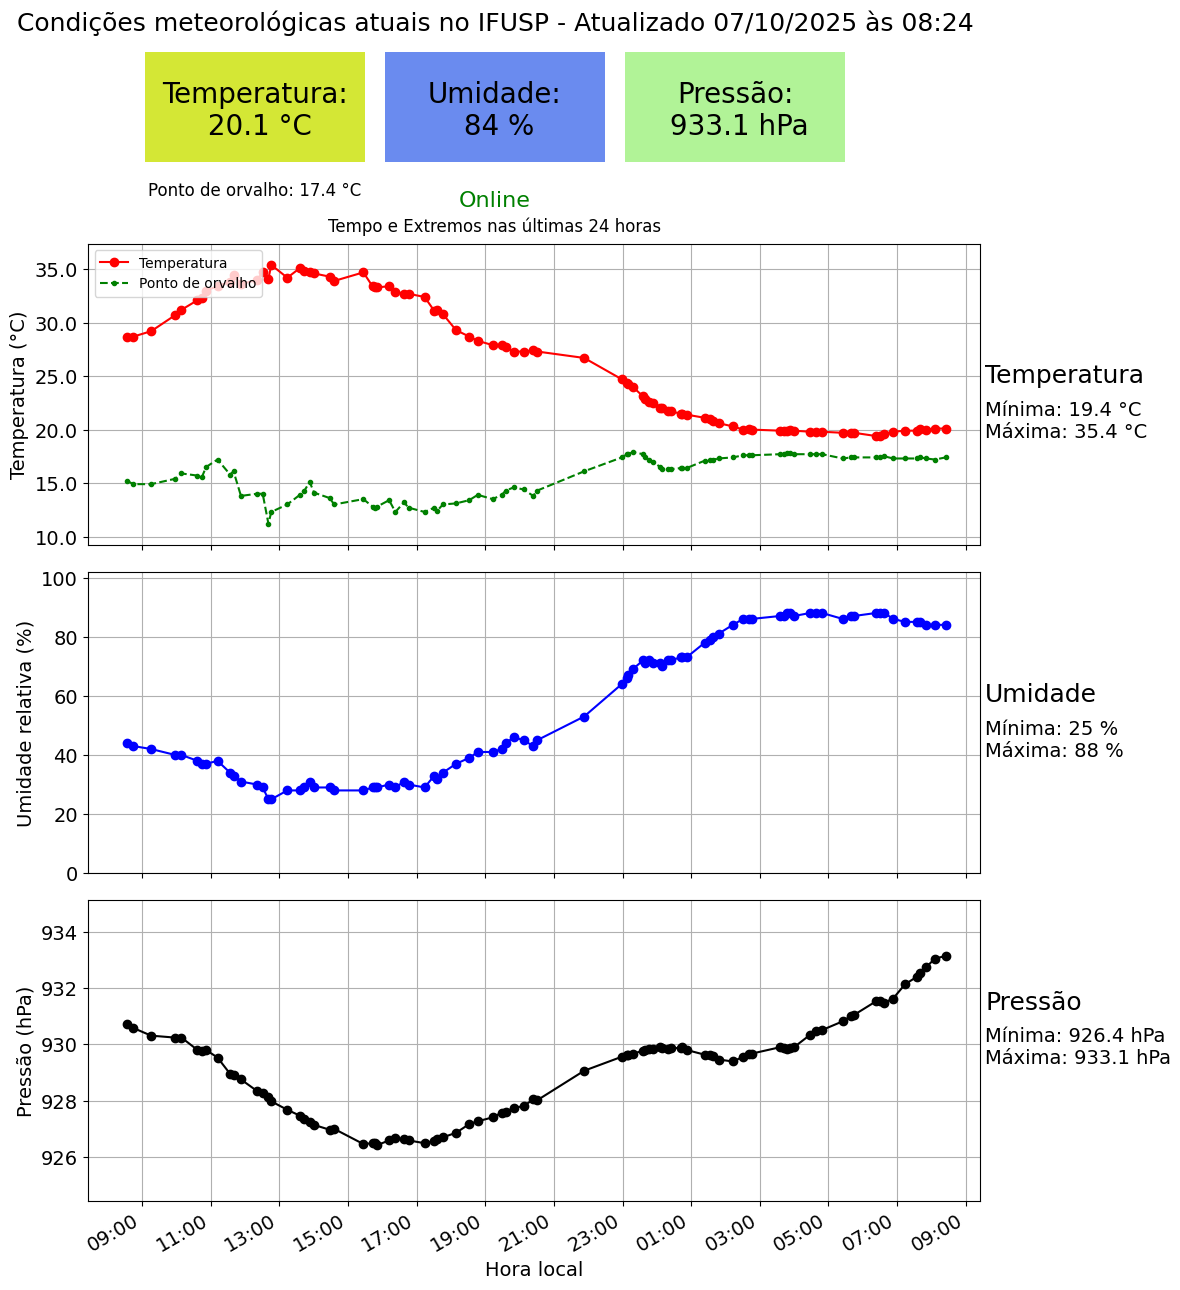 Condições meteorológicas atuais no IFUSP - Atualizado 07/10/2025 às 08:24
Temperatura:
20.1 °C
Umidade:
84 %
Pressão:
933.1 hPa
Ponto de orvalho: 17.4 °C
Online
Tempo e Extremos nas últimas 24 horas
Temperatura
Ponto de orvalho
Temperatura (°C)
35.0
30.0
25.0
20.0
15.0
10.0
Temperatura
Mínima: 19.4 °C
Máxima: 35.4 °C
Umidade relativa (%)
100
80
60
40
20
0
Umidade
Mínima: 25 %
Máxima: 88 %
Pressão (hPa)
934
932
930
928
926
Pressão
Mínima: 926.4 hPa
Máxima: 933.1 hPa
09:00 11:00 13:00 15:00 17:00 19:00 21:00 23:00 01:00 03:00 05:00 07:00 09:00
Hora local